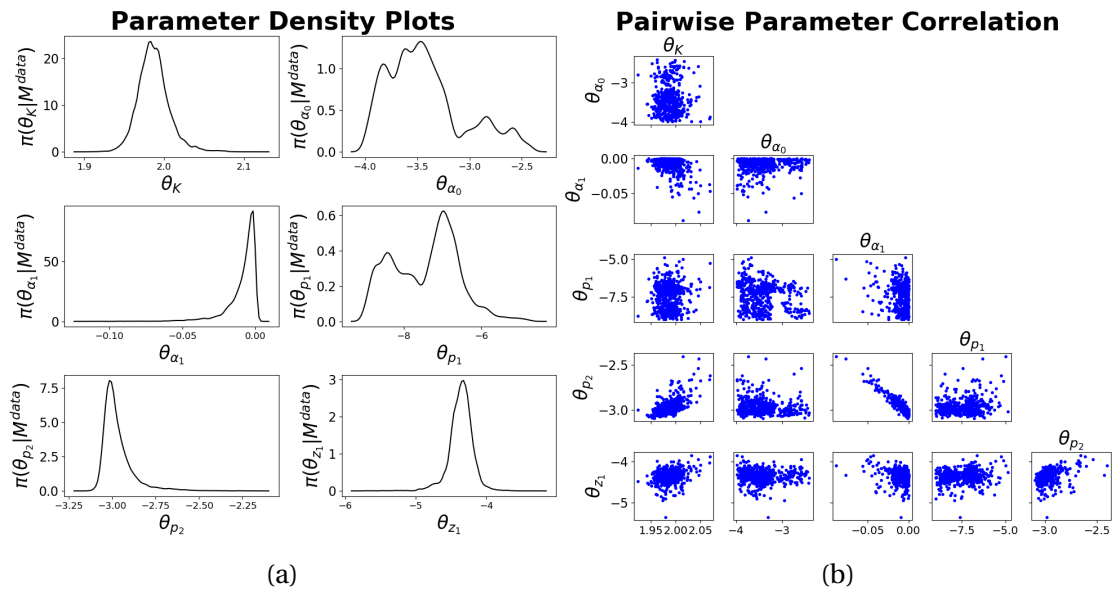 Parameter Density Plots
Pairwise Parameter Correlation
π(θ_K|M^data)
20
10
0
1.9
2.0
2.1
θ_K
π(θ_α₀|M^data)
1.0
0.5
0.0
−4.0
−3.5
−3.0
−2.5
θ_α₀
π(θ_α₁|M^data)
50
0
−0.10
−0.05
0.00
θ_α₁
π(θ_p₁|M^data)
0.6
0.4
0.2
0.0
−8
−6
θ_p₁
π(θ_p₂|M^data)
7.5
5.0
2.5
0.0
−3.25
−3.00
−2.75
−2.50
−2.25
θ_p₂
π(θ_z₁|M^data)
3
2
1
0
−6
−5
−4
θ_z₁
(a)
θ_K
θ_α₀
−3
−4
θ_α₀
θ_α₁
0.00
−0.05
θ_α₁
θ_p₁
−5.0
−7.5
θ_p₁
θ_p₂
−2.5
−3.0
θ_p₂
θ_z₁
−4
−5
1.95 2.00 2.05
−4 −3
−0.05 0.00
−7.5 −5.0
−3.0 −2.5
(b)